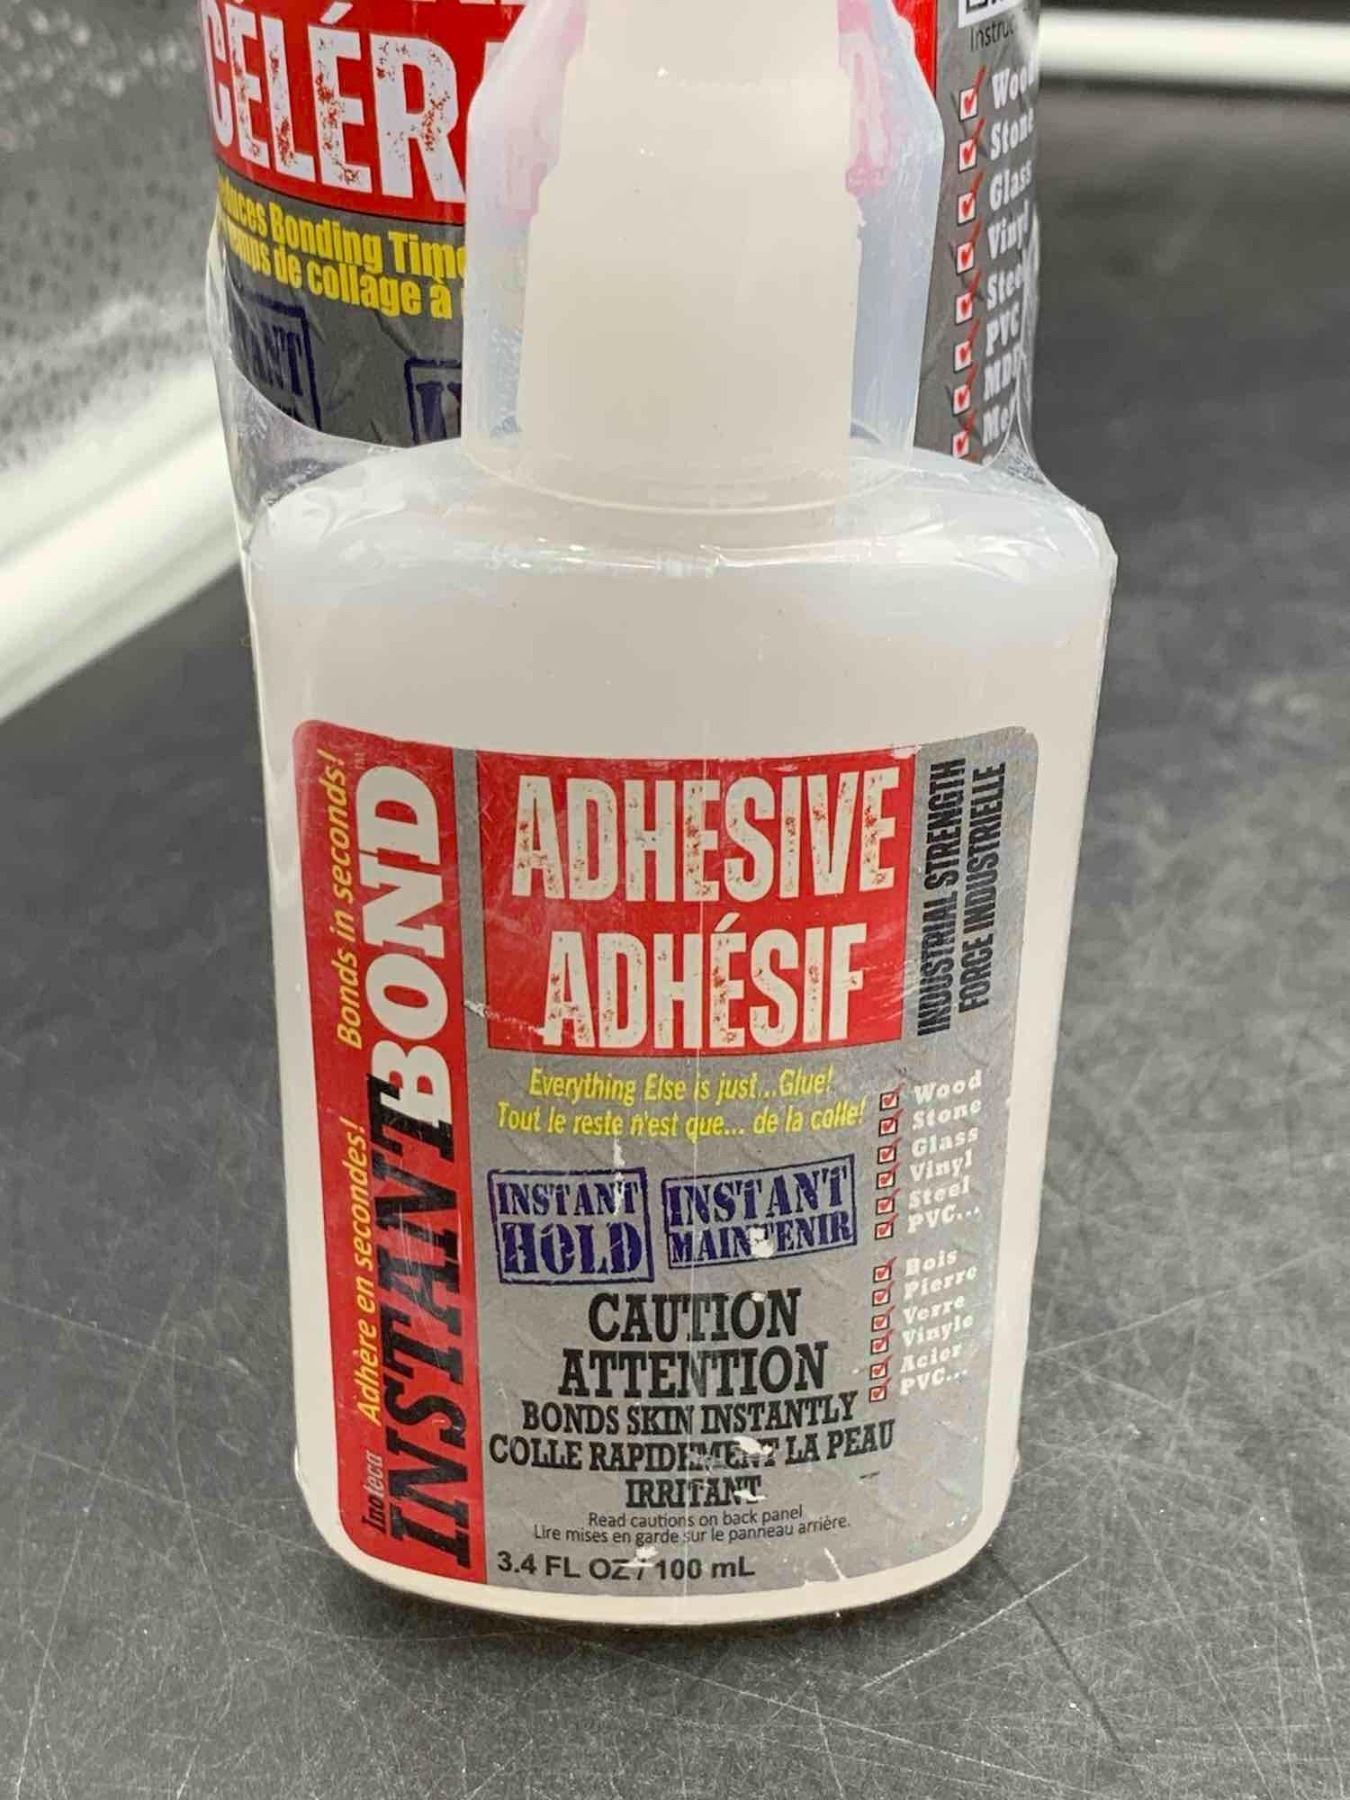 CÉLÉR
Bonding Time
de collage à
Wood
Stone
Glass
Vinyl
Steel
PVC
Bonds in seconds!
Adhère en secondes!
Inoteca
INSTANTBOND
ADHESIVE
ADHÉSIF
INDUSTRIAL STRENGTH
FORCE INDUSTRIELLE
Everything Else is just...Glue!
Tout le reste n'est que... de la colle!
INSTANT
HOLD
INSTANT
MAINTENIR
Wood
Stone
Glass
Vinyl
Steel
PVC...
Bois
Pierre
Verre
Vinyle
Acier
PVC...
CAUTION
ATTENTION
BONDS SKIN INSTANTLY
COLLE RAPIDEMENT LA PEAU
IRRITANT
Read cautions on back panel
Lire mises en garde sur le panneau arrière.
3.4 FL OZ / 100 mL